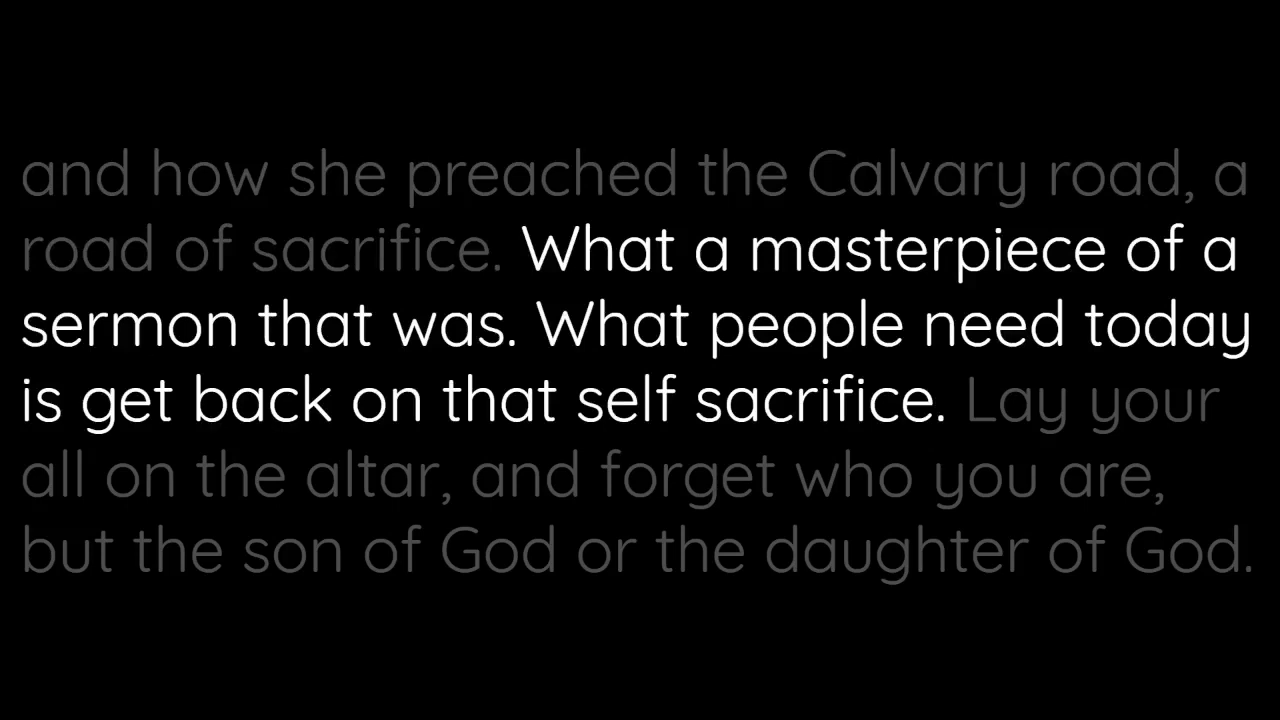 and how she preached the Calvary road, a
road of sacrifice. What a masterpiece of a
sermon that was. What people need today
is get back on that self sacrifice. Lay your
all on the altar, and forget who you are,
but the son of God or the daughter of God.